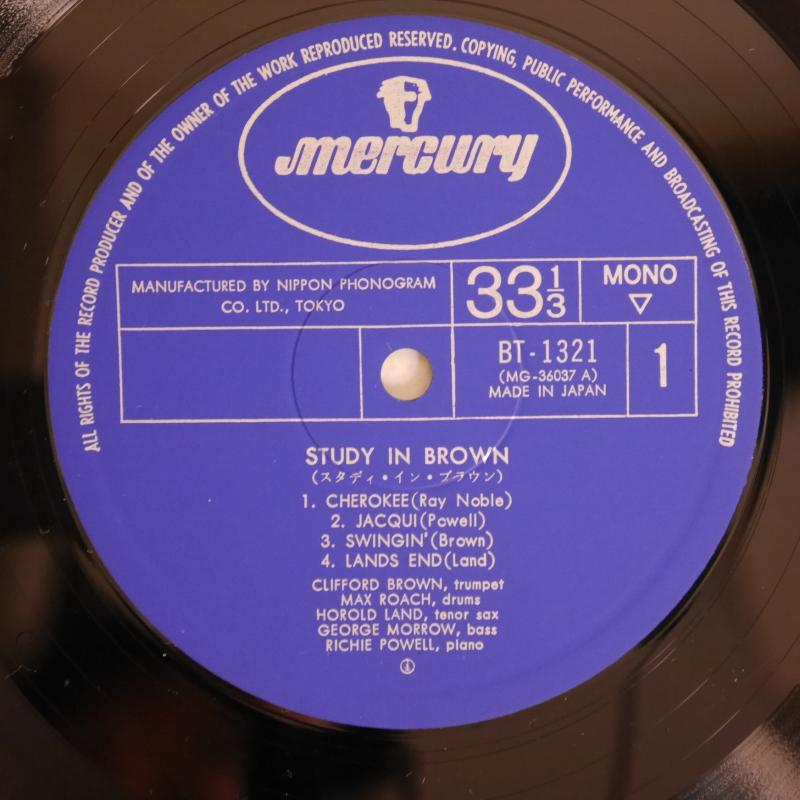 ALL RIGHTS OF THE RECORD PRODUCER AND OF THE OWNER OF THE WORK REPRODUCED RESERVED. COPYING, PUBLIC PERFORMANCE AND BROADCASTING OF THIS RECORD PROHIBITED
mercury
MANUFACTURED BY NIPPON PHONOGRAM
CO. LTD., TOKYO
33 1/3
MONO
▽
BT-1321
(MG-36037 A)
MADE IN JAPAN
1
STUDY IN BROWN
(スタディ・イン・ブラウン)
1. CHEROKEE(Ray Noble)
2. JACQUI(Powell)
3. SWINGIN'(Brown)
4. LANDS END(Land)
CLIFFORD BROWN, trumpet
MAX ROACH, drums
HOROLD LAND, tenor sax
GEORGE MORROW, bass
RICHIE POWELL, piano